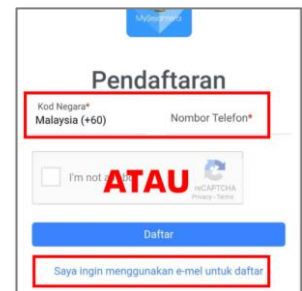 MySejahtera
Pendaftaran
Kod Negara*
Malaysia (+60)
Nombor Telefon*
I'm not a
ATAU
reCAPTCHA
Privacy - Terms
Daftar
Saya ingin menggunakan e-mel untuk daftar